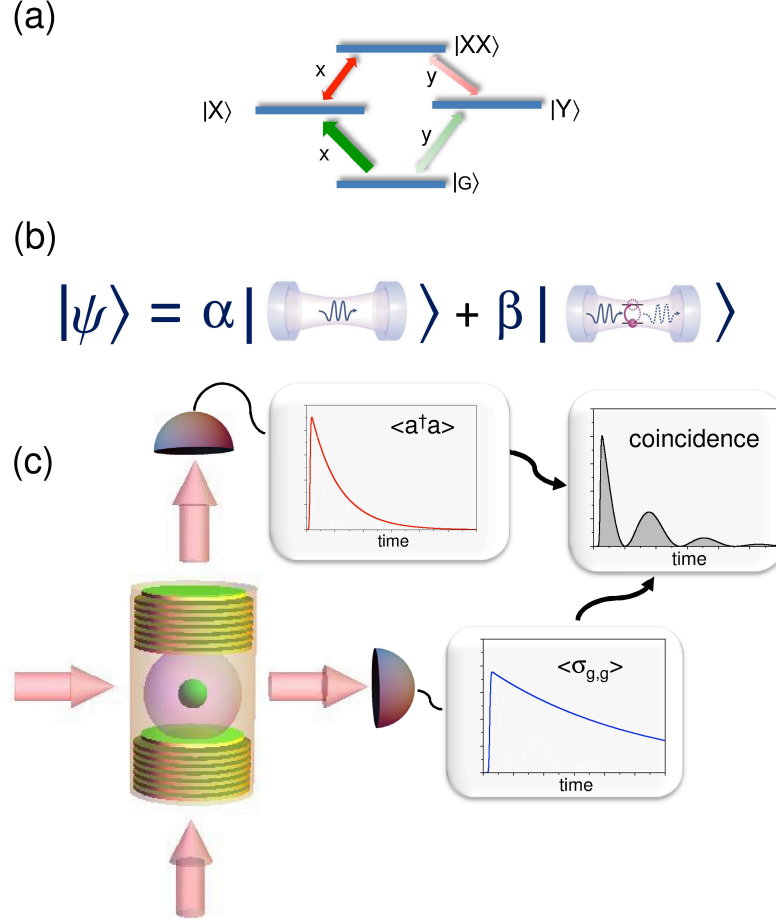 (a)
|XX⟩
x
y
|X⟩
|Y⟩
x
y
|G⟩
(b)
|ψ⟩ = α| ⟩ + β| ⟩
(c)
<a†a>
time
coincidence
time
<σg,g>
time